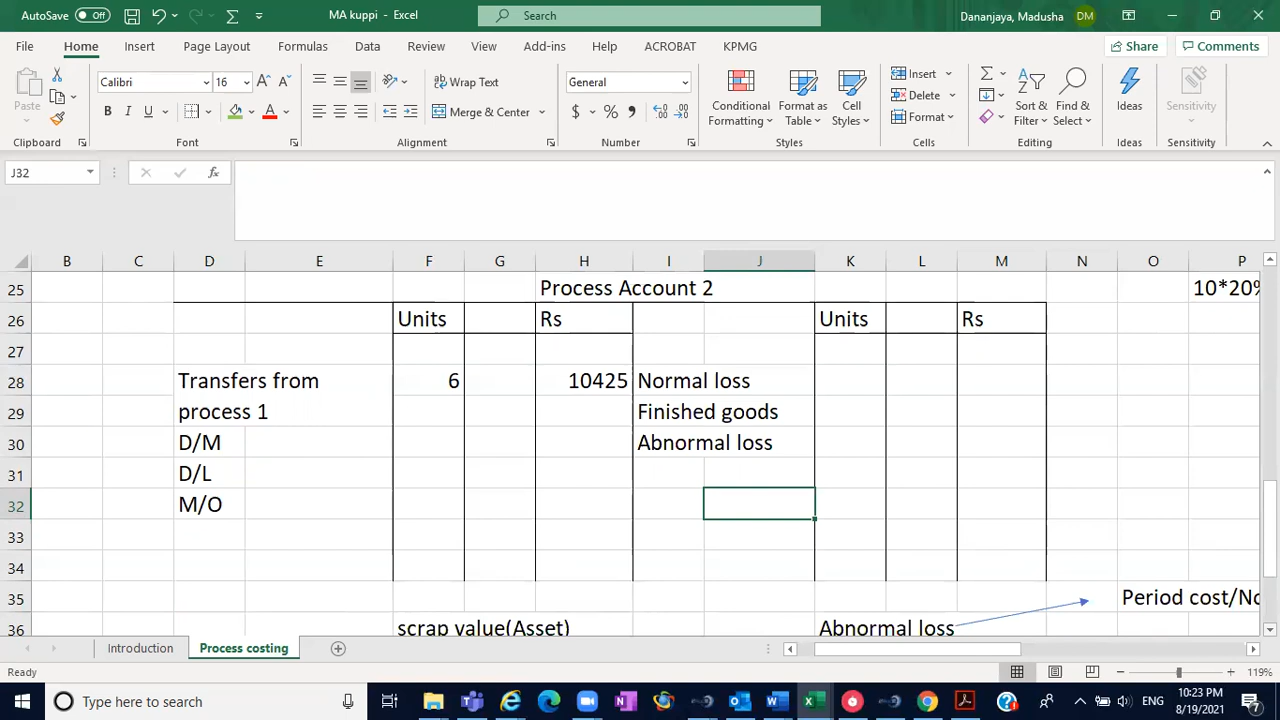 AutoSave Off MA kuppi - Excel Search Dananjaya, Madusha DM
File Home Insert Page Layout Formulas Data Review View Add-ins Help ACROBAT KPMG Share Comments
Paste Calibri 16 A A Wrap Text General Conditional Formatting Format as Table Cell Styles Insert Delete Format Sort & Filter Find & Select Ideas Sensitivity
B I U A Merge & Center $ % ,
Clipboard Font Alignment Number Styles Cells Editing Ideas Sensitivity
J32 fx
B C D E F G H I J K L M N O P
25 Process Account 2 10*20%
26 Units Rs Units Rs
27
28 Transfers from 6 10425 Normal loss
29 process 1 Finished goods
30 D/M Abnormal loss
31 D/L
32 M/O
33
34
35 Period cost/No
36 scrap value(Asset) Abnormal loss
Introduction Process costing
Ready 119%
Type here to search ENG 10:23 PM
8/19/2021 7